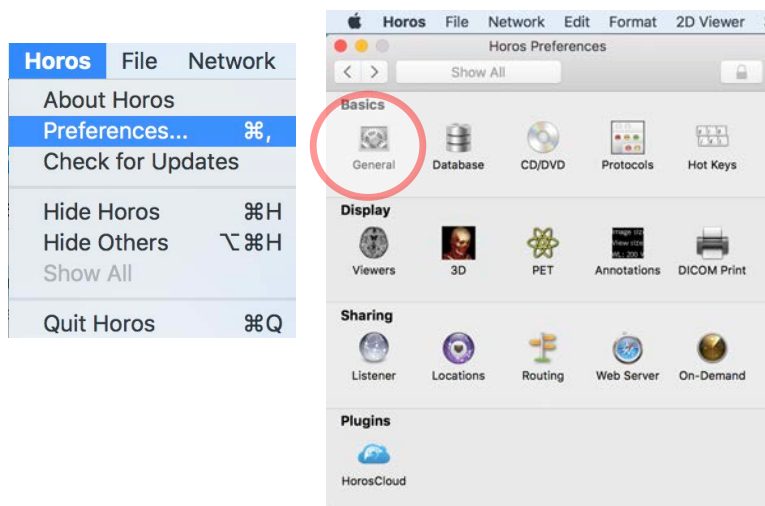 Horos File Network
About Horos
Preferences... ⌘,
Check for Updates
Hide Horos ⌘H
Hide Others ⌥⌘H
Show All
Quit Horos ⌘Q
Horos File Network Edit Format 2D Viewer
Horos Preferences
Show All
Basics
General Database CD/DVD Protocols Hot Keys
Display
Viewers 3D PET Annotations DICOM Print
Sharing
Listener Locations Routing Web Server On-Demand
Plugins
HorosCloud